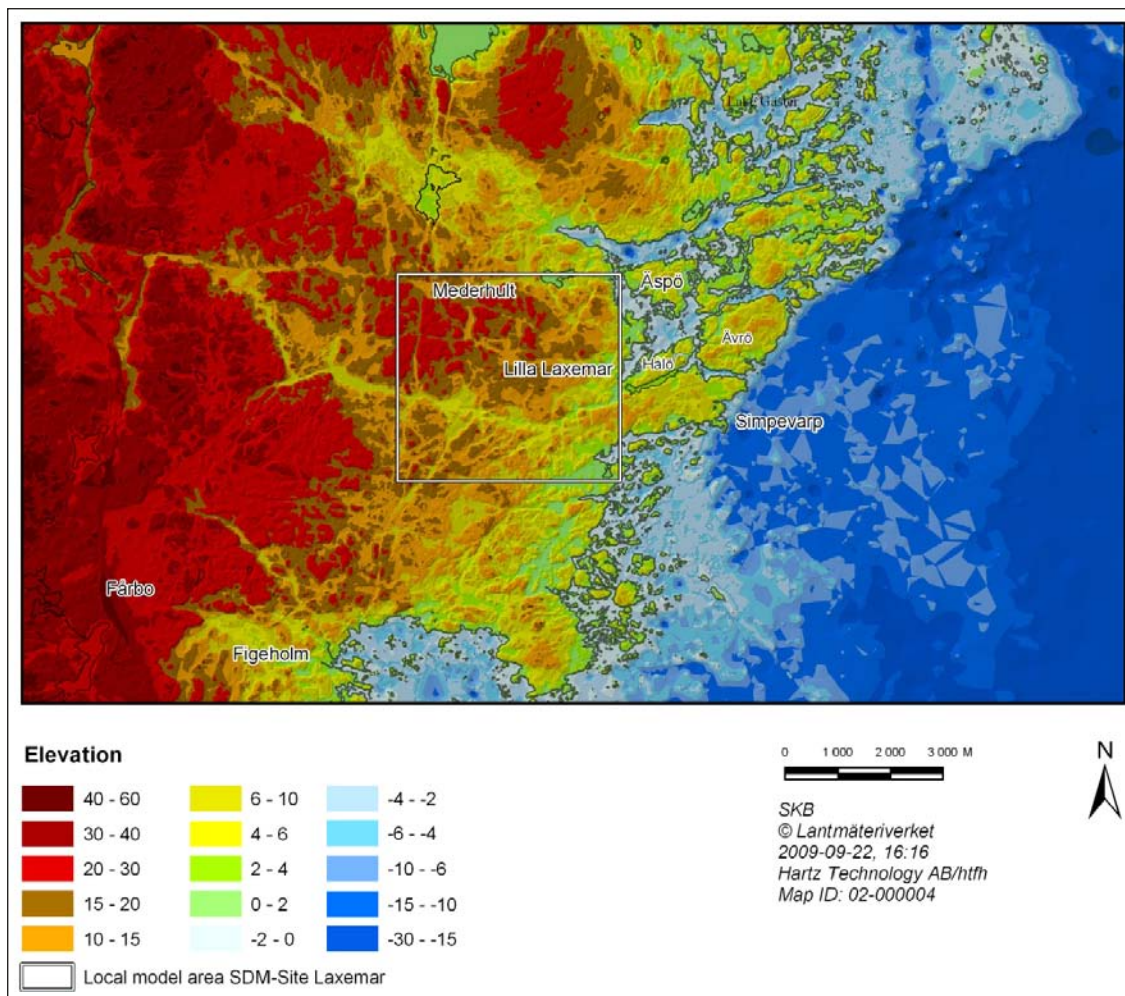 Lake Gäster
Mederhult
Äspö
Ävrö
Hålö
Lilla Laxemar
Simpevarp
Fårbo
Figeholm
Elevation
40 - 60
30 - 40
20 - 30
15 - 20
10 - 15
6 - 10
4 - 6
2 - 4
0 - 2
-2 - 0
-4 - -2
-6 - -4
-10 - -6
-15 - -10
-30 - -15
Local model area SDM-Site Laxemar
0 1 000 2 000 3 000 M
N
SKB
© Lantmäteriverket
2009-09-22, 16:16
Hartz Technology AB/htfh
Map ID: 02-000004